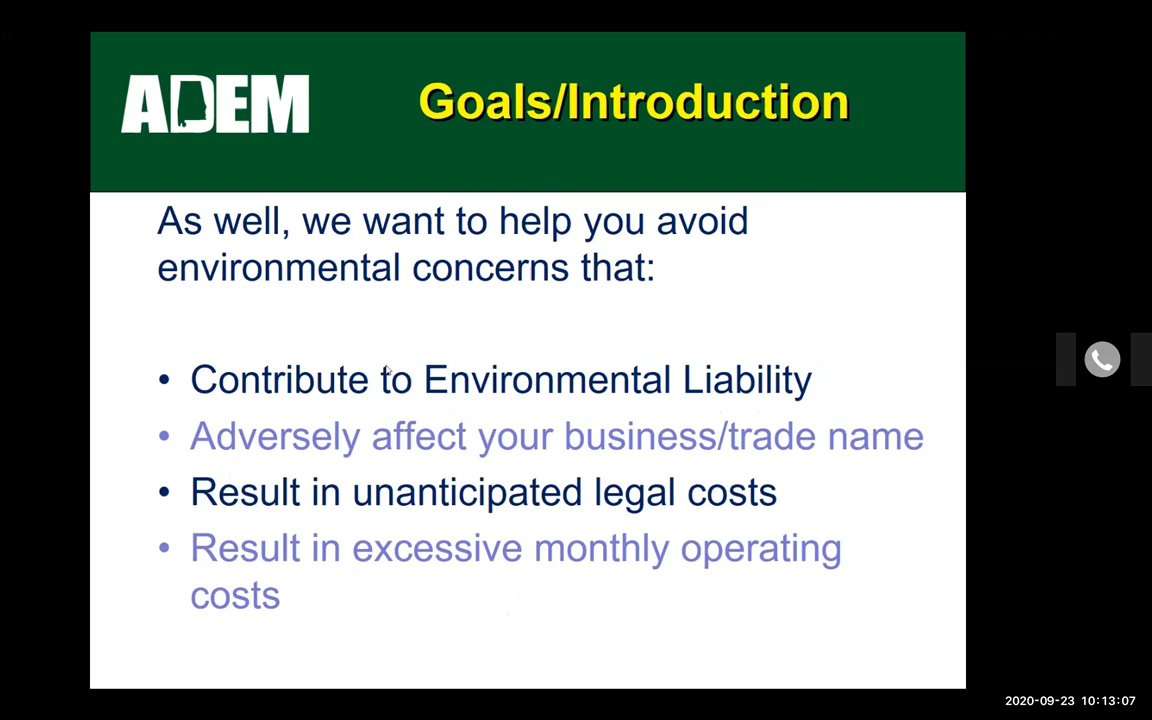 ADEM
Goals/Introduction
As well, we want to help you avoid
environmental concerns that:
• Contribute to Environmental Liability
• Adversely affect your business/trade name
• Result in unanticipated legal costs
• Result in excessive monthly operating
costs
2020-09-23 10:13:07